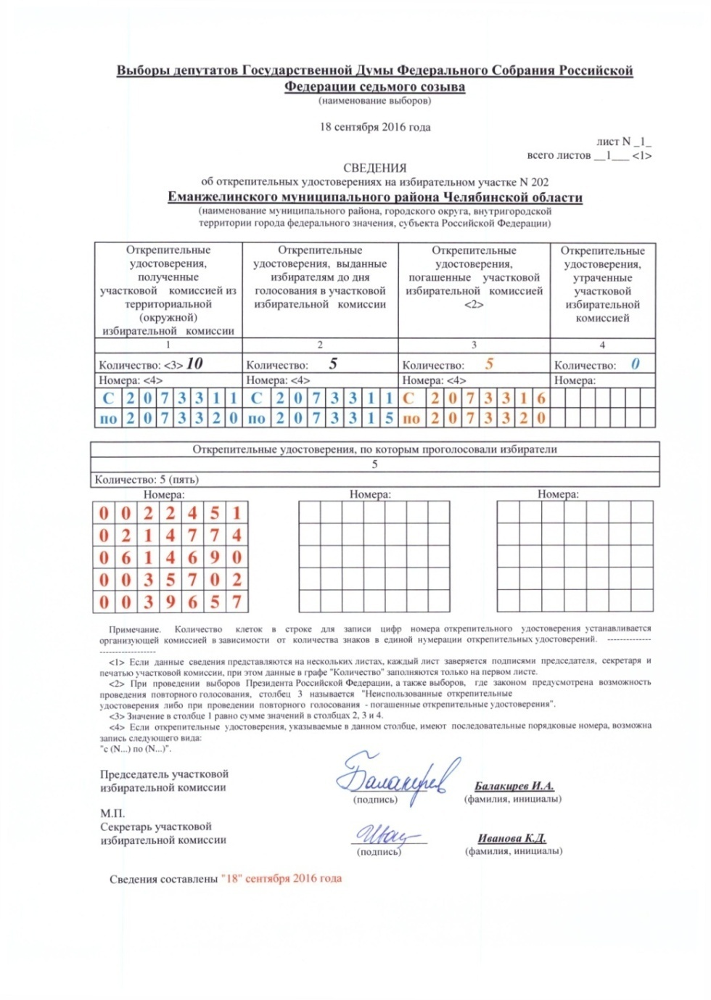 Выборы депутатов Государственной Думы Федерального Собрания Российской
Федерации седьмого созыва
(наименование выборов)
18 сентября 2016 года
лист N _1_
всего листов __1___ <1>
СВЕДЕНИЯ
об открепительных удостоверениях на избирательном участке N 202
Еманжелинского муниципального района Челябинской области
(наименование муниципального района, городского округа, внутригородской
территории города федерального значения, субъекта Российской Федерации)
Открепительные
удостоверения,
полученные
участковой комиссией из
территориальной
(окружной)
избирательной комиссии
Открепительные
удостоверения, выданные
избирателям до дня
голосования в участковой
избирательной комиссии
Открепительные
удостоверения,
погашенные участковой
избирательной комиссией
<2>
Открепительные
удостоверения,
утраченные
участковой
избирательной
комиссией
1 2 3 4
Количество: <3> 10 Количество: 5 Количество: 5 Количество: 0
Номера: <4> Номера: <4> Номера: <4> Номера:
С 2 0 7 3 3 1 1 С 2 0 7 3 3 1 1 С 2 0 7 3 3 1 6
по 2 0 7 3 3 2 0 по 2 0 7 3 3 1 5 по 2 0 7 3 3 2 0
Открепительные удостоверения, по которым проголосовали избиратели
5
Количество: 5 (пять)
Номера: Номера: Номера:
0 0 2 2 4 5 1
0 2 1 4 7 7 4
0 6 1 4 6 9 0
0 0 3 5 7 0 2
0 0 3 9 6 5 7
Примечание. Количество клеток в строке для записи цифр номера открепительного удостоверения устанавливается
организующей комиссией в зависимости от количества знаков в единой нумерации открепительных удостоверений. --------------
------------------
<1> Если данные сведения представляются на нескольких листах, каждый лист заверяется подписями председателя, секретаря и
печатью участковой комиссии, при этом данные в графе "Количество" заполняются только на первом листе.
<2> При проведении выборов Президента Российской Федерации, а также выборов, где законом предусмотрена возможность
проведения повторного голосования, столбец 3 называется "Неиспользованные открепительные
удостоверения либо при проведении повторного голосования - погашенные открепительные удостоверения".
<3> Значение в столбце 1 равно сумме значений в столбцах 2, 3 и 4.
<4> Если открепительные удостоверения, указываемые в данном столбце, имеют последовательные порядковые номера, возможна
запись следующего вида:
"с (N...) по (N...)".
Председатель участковой
избирательной комиссии
Балакирев
Балакирев И.А.
(подпись) (фамилия, инициалы)
М.П.
Секретарь участковой
избирательной комиссии
Иванова К.Д.
(подпись) (фамилия, инициалы)
Сведения составлены "18" сентября 2016 года